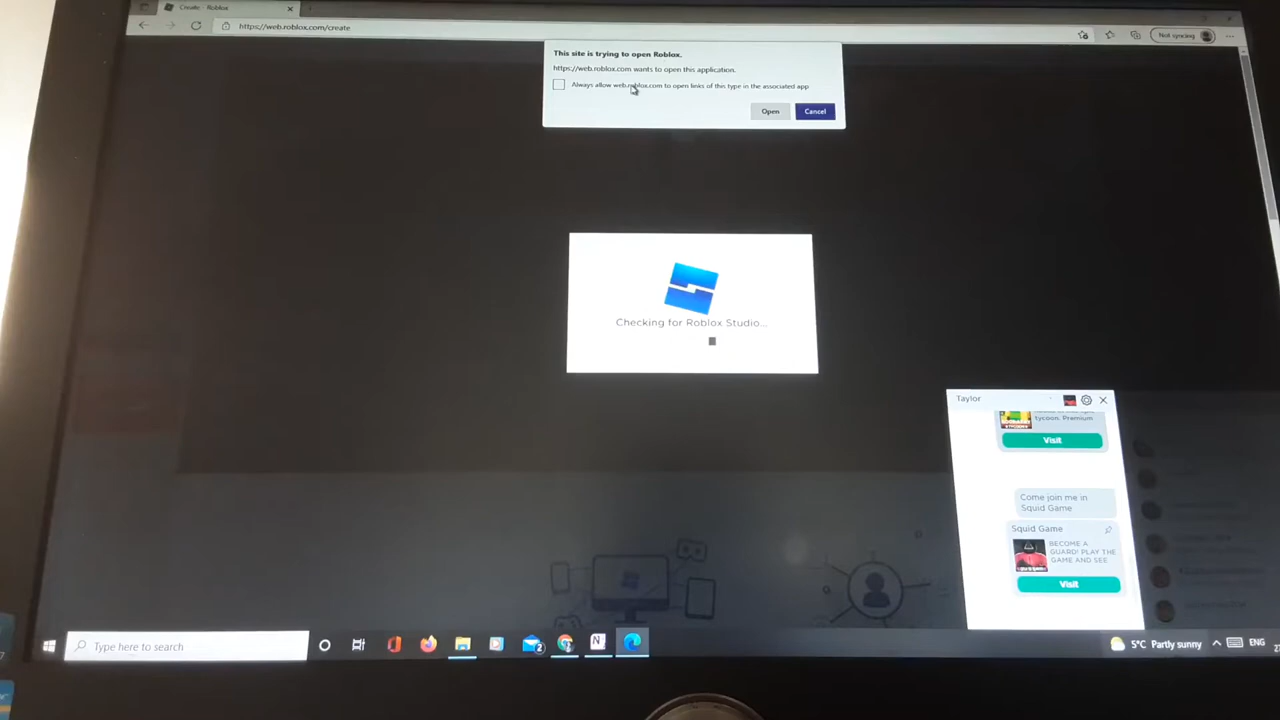 Create - Roblox
https://web.roblox.com/create
Not syncing
This site is trying to open Roblox.
https://web.roblox.com wants to open this application.
Always allow web.roblox.com to open links of this type in the associated app
Open
Cancel
Checking for Roblox Studio...
Taylor
tycoon. Premium
Visit
Come join me in
Squid Game
Squid Game
BECOME A
GUARD! PLAY THE
GAME AND SEE
Visit
Type here to search
2
N
5°C Partly sunny
ENG